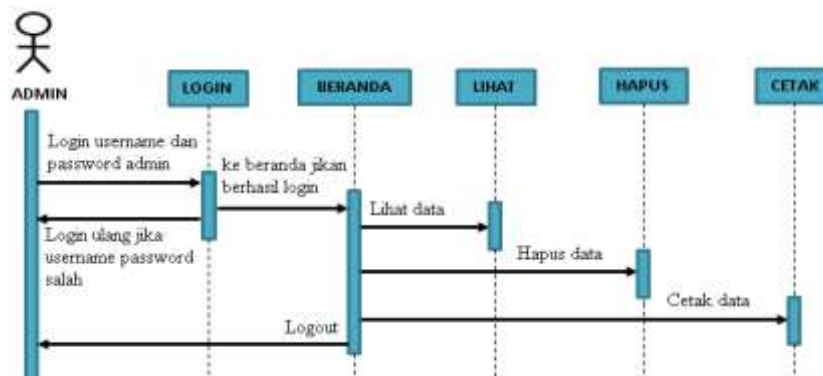 ADMIN
LOGIN
BERANDA
LIHAT
HAPUS
CETAK
Login username dan
password admin
ke beranda jikan
berhasil login
Login ulang jika
username password
salah
Lihat data
Hapus data
Cetak data
Logout